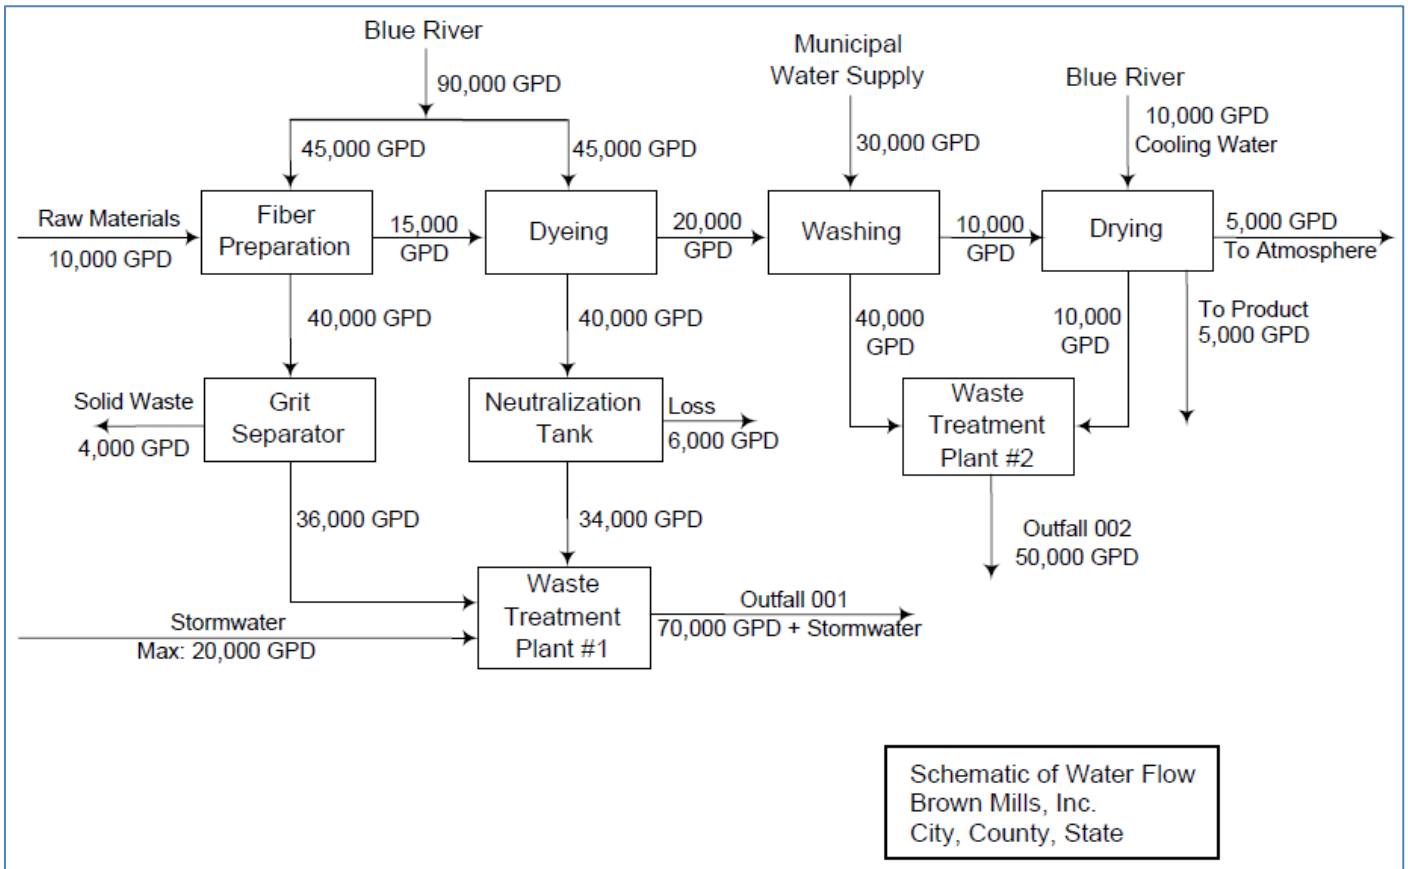 Blue River
90,000 GPD
Municipal
Water Supply
Blue River
10,000 GPD
Cooling Water
45,000 GPD
45,000 GPD
30,000 GPD
Raw Materials
10,000 GPD
Fiber
Preparation
15,000
GPD
Dyeing
20,000
GPD
Washing
10,000
GPD
Drying
5,000 GPD
To Atmosphere
40,000 GPD
40,000 GPD
40,000
GPD
10,000
GPD
To Product
5,000 GPD
Solid Waste
4,000 GPD
Grit
Separator
Neutralization
Tank
Loss
6,000 GPD
Waste
Treatment
Plant #2
36,000 GPD
34,000 GPD
Outfall 002
50,000 GPD
Stormwater
Max: 20,000 GPD
Waste
Treatment
Plant #1
Outfall 001
70,000 GPD + Stormwater
Schematic of Water Flow
Brown Mills, Inc.
City, County, State